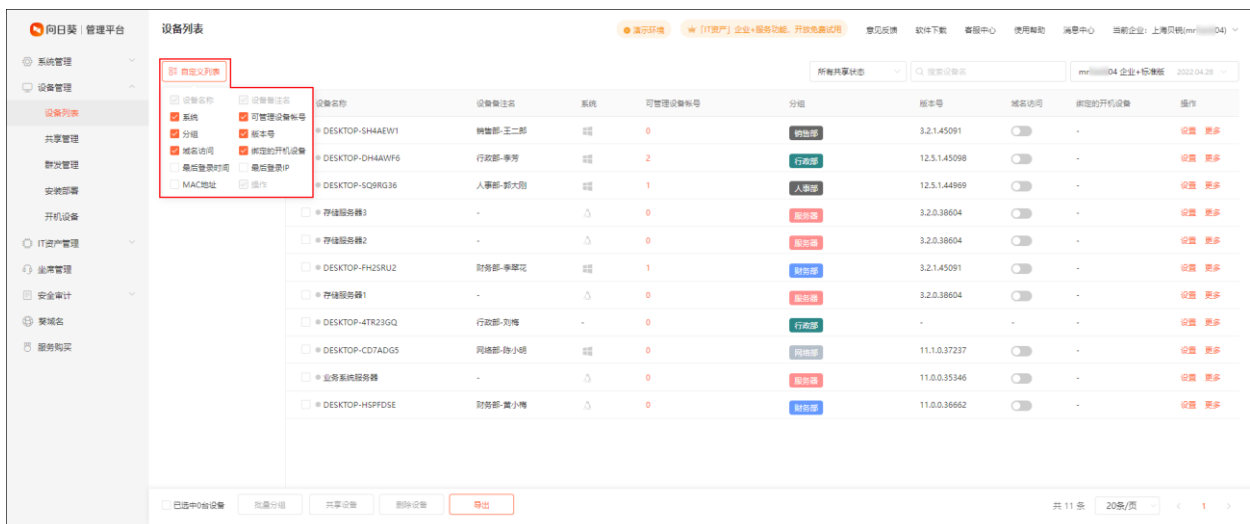 向日葵 | 管理平台 设备列表 演示环境 「IT资产」企业+服务功能，开放免费试用 意见反馈 软件下载 客服中心 使用帮助 消息中心 当前企业：上海贝锐(mr 04)
系统管理
设备管理
设备列表
共享管理
群发管理
安装部署
开机设备
IT资产管理
坐席管理
安全审计
葵域名
服务购买
自定义列表 所有共享状态 搜索设备名 mr 04 企业+标准版 2022.04.28
设备名称 设备备注名
系统 可管理设备帐号
分组 版本号
域名访问 绑定的开机设备
最后登录时间 最后登录IP
MAC地址 操作
设备名称 设备备注名 系统 可管理设备帐号 分组 版本号 域名访问 绑定的开机设备 操作
DESKTOP-SH4AEW1 销售部-王二郎 0 销售部 3.2.1.45091 - 设置 更多
DESKTOP-DH4AWF6 行政部-李芳 2 行政部 12.5.1.45098 - 设置 更多
DESKTOP-SQ9RG36 人事部-郭大刚 1 人事部 12.5.1.44969 - 设置 更多
存储服务器3 - 0 服务器 3.2.0.38604 - 设置 更多
存储服务器2 - 0 服务器 3.2.0.38604 - 设置 更多
DESKTOP-FH2SRU2 财务部-李翠花 1 财务部 3.2.1.45091 - 设置 更多
存储服务器1 - 0 服务器 3.2.0.38604 - 设置 更多
DESKTOP-4TR23GQ 行政部-刘梅 - 0 行政部 - - - 设置 更多
DESKTOP-CD7ADG5 网络部-陈小明 0 网络部 11.1.0.37237 - 设置 更多
业务系统服务器 - 0 服务器 11.0.0.35346 - 设置 更多
DESKTOP-HSPFDSE 财务部-黄小梅 0 财务部 11.0.0.36662 - 设置 更多
已选中0台设备 批量分组 共享设备 删除设备 导出 共 11 条 20条/页 < 1 >